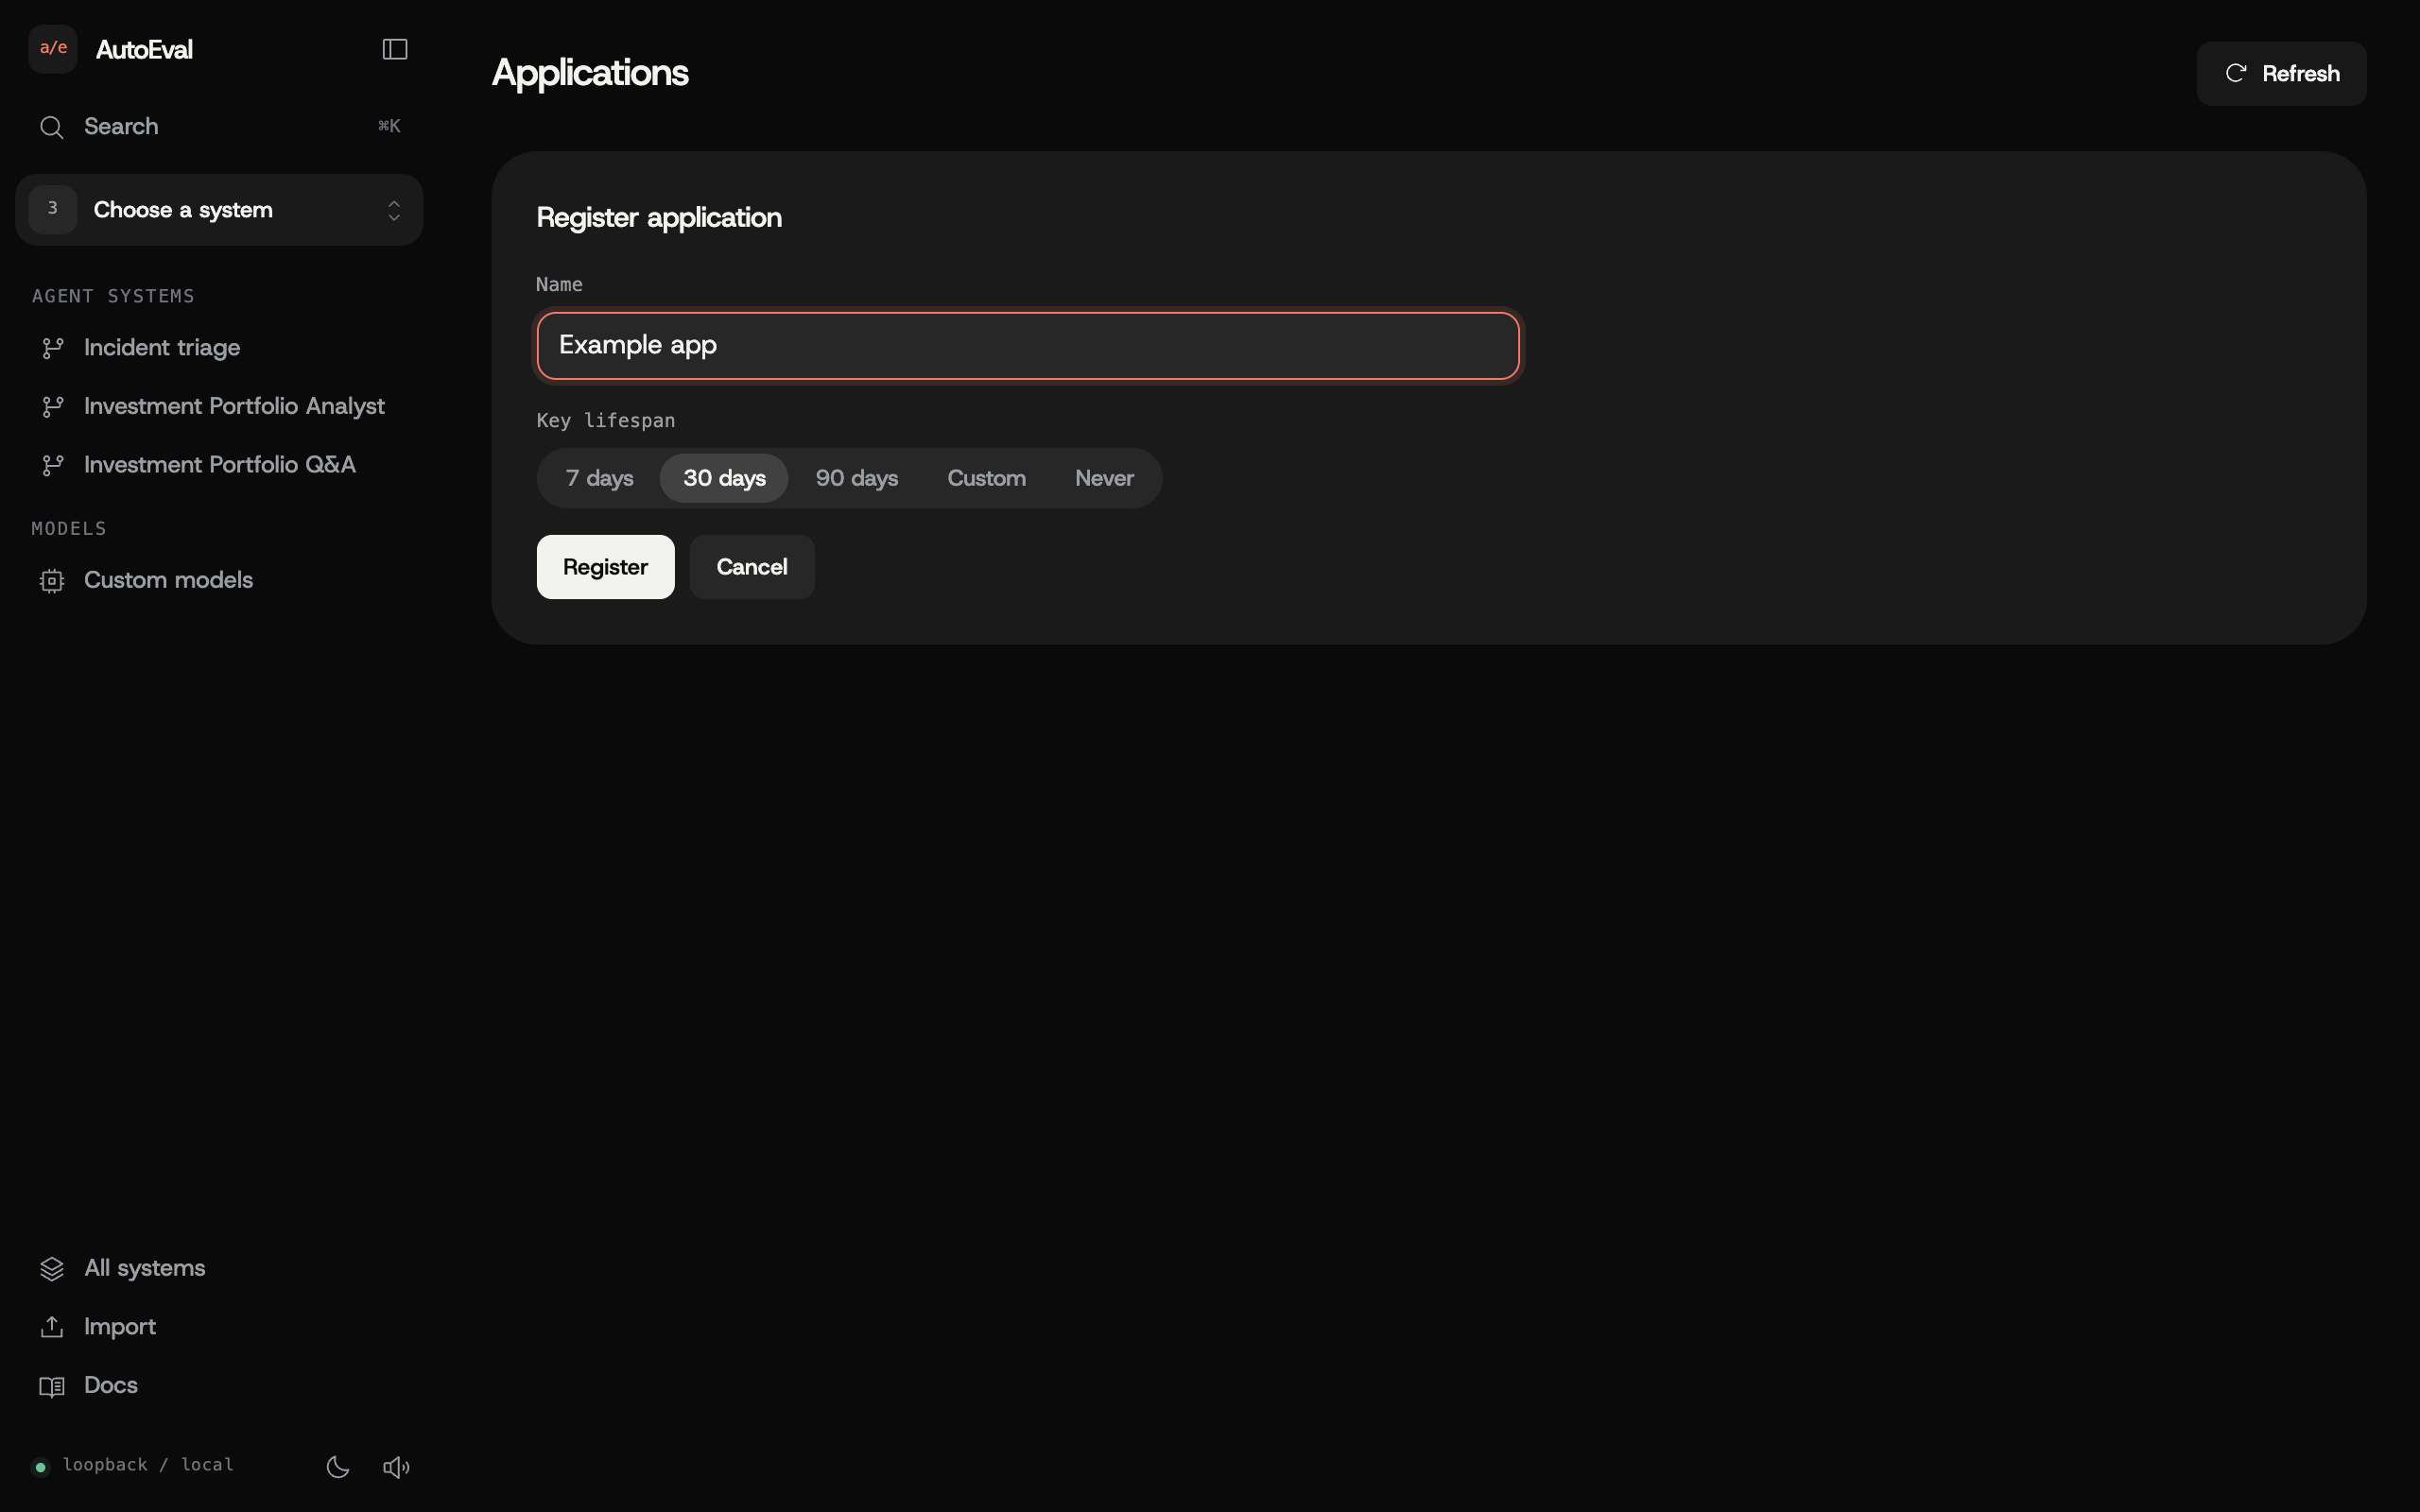 a/e AutoEval
Search ⌘K
3 Choose a system
AGENT SYSTEMS
Incident triage
Investment Portfolio Analyst
Investment Portfolio Q&A
MODELS
Custom models
All systems
Import
Docs
loopback / local
Applications
Refresh
Register application
Name
Example app
Key lifespan
7 days 30 days 90 days Custom Never
Register Cancel